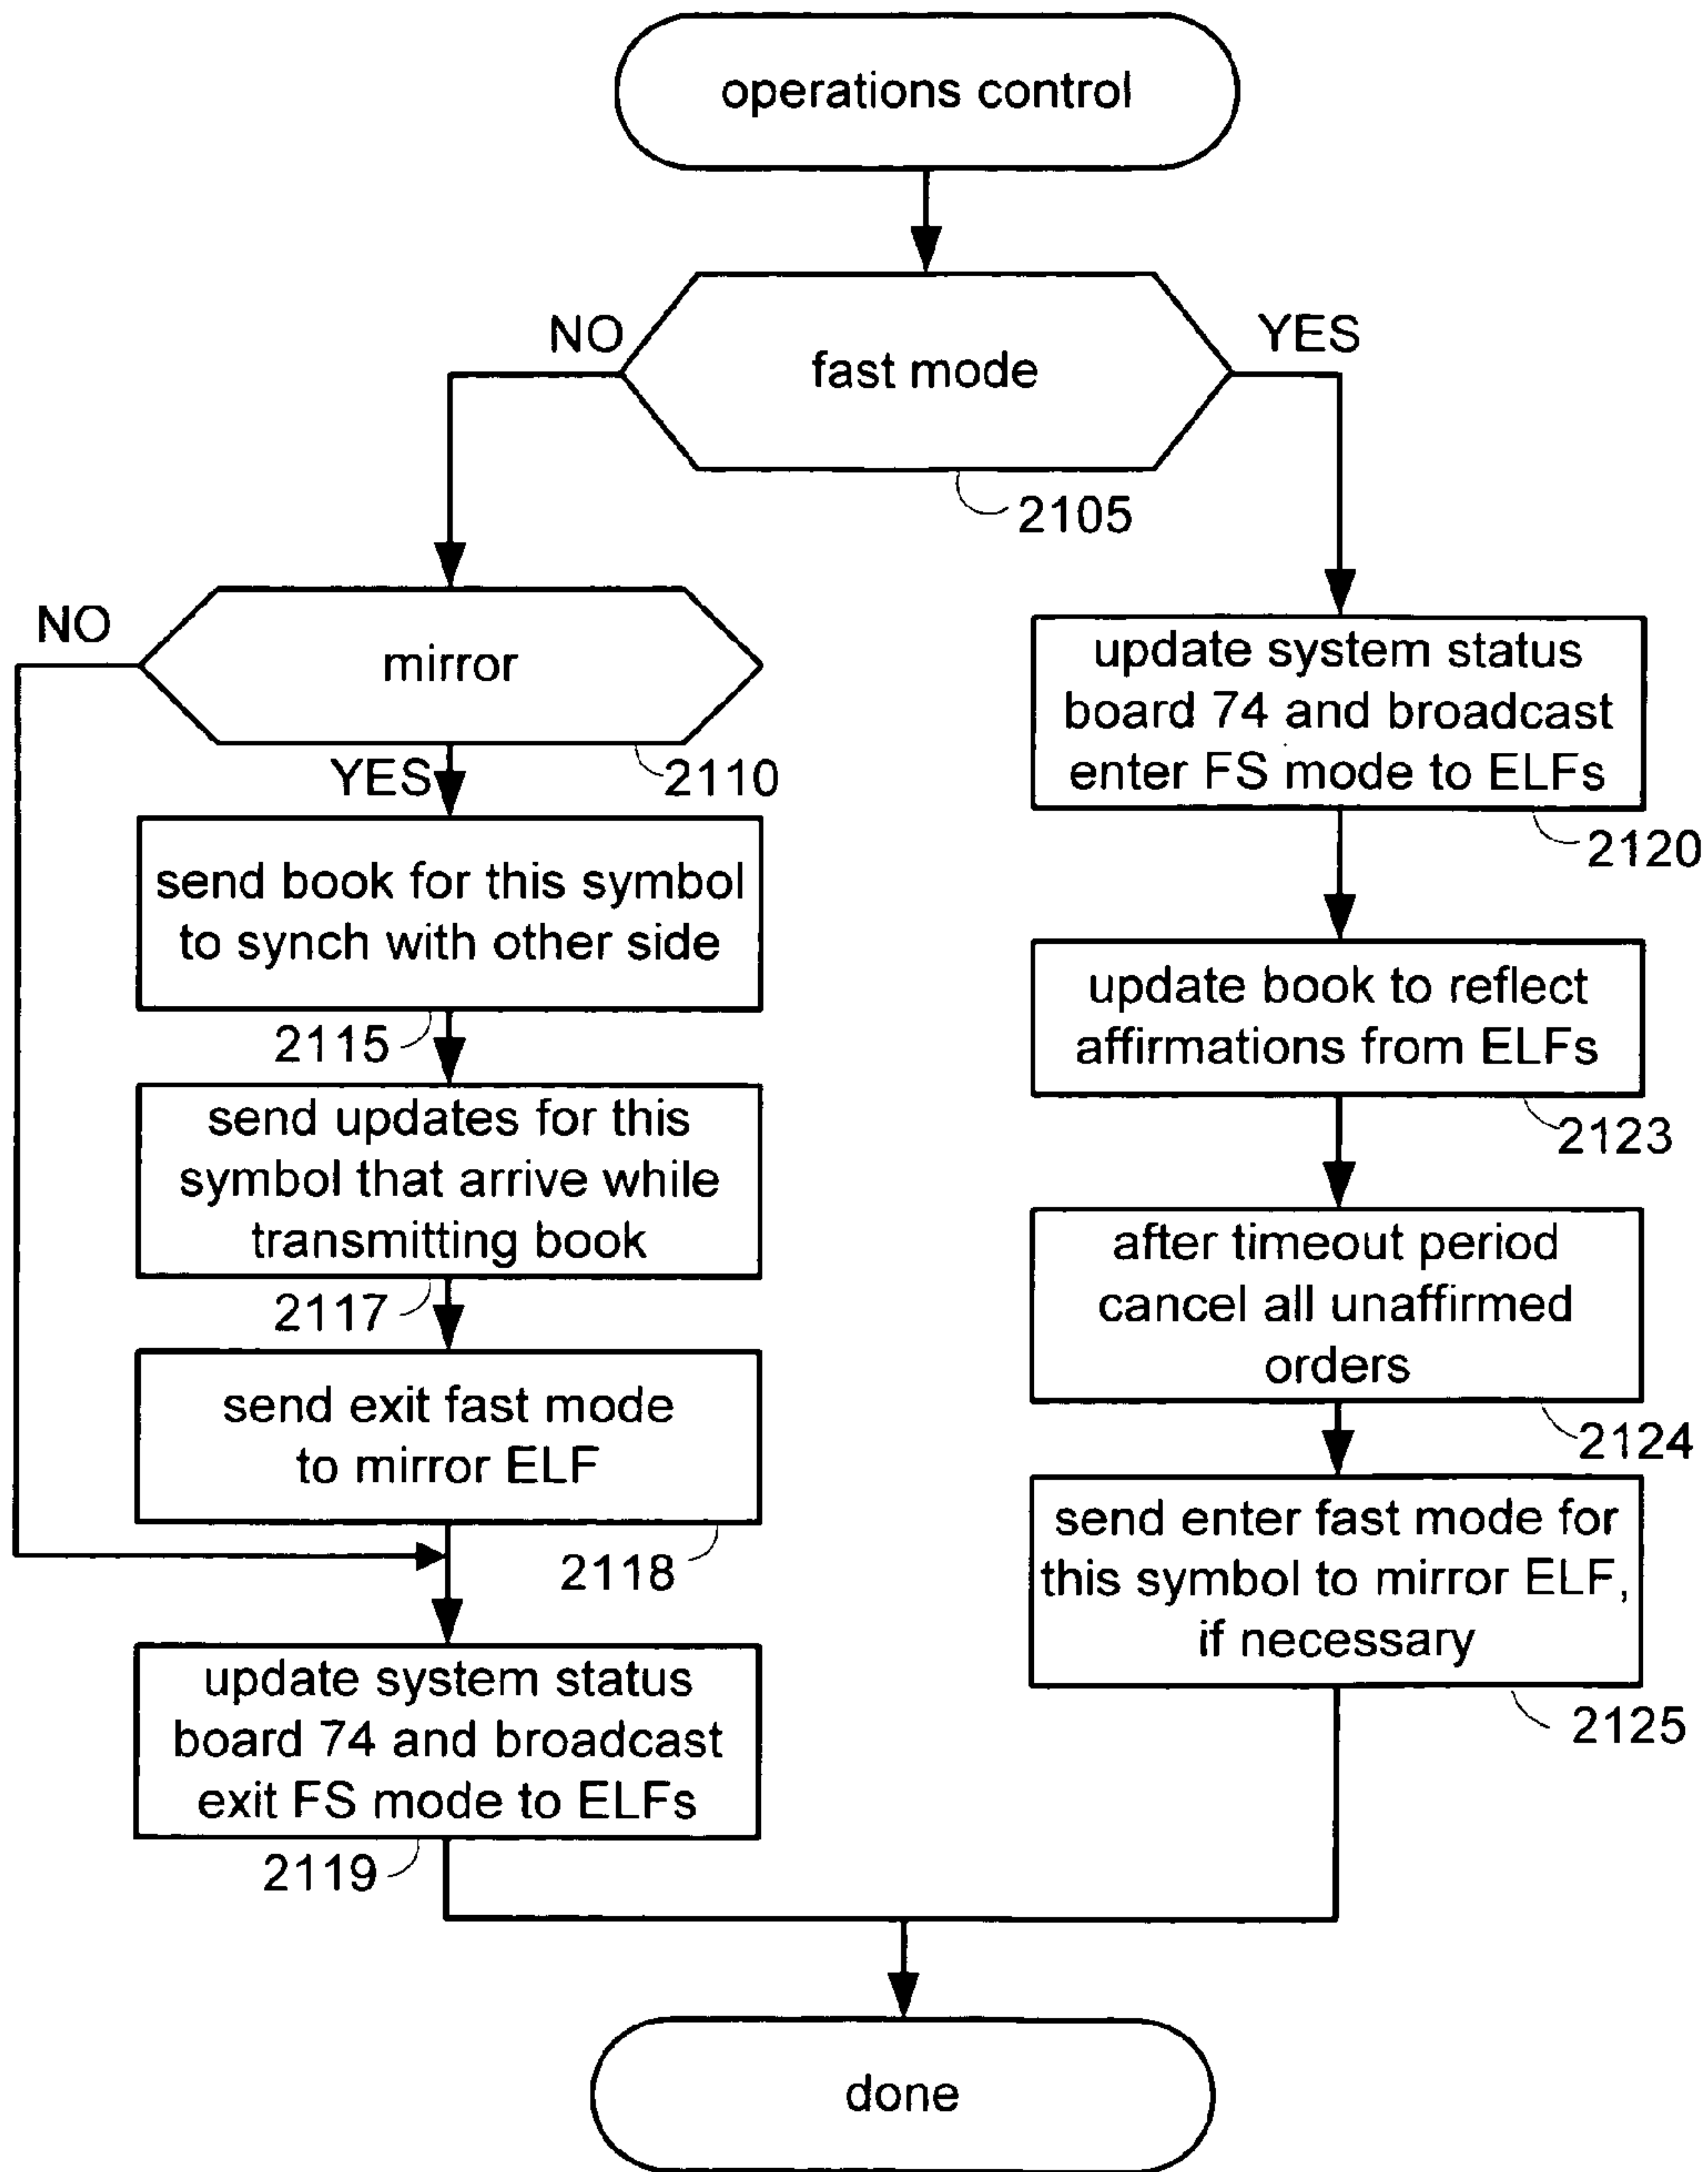 operations control
NO
YES
fast mode
2105
NO
mirror
YES
2110
send book for this symbol
to synch with other side
2115
send updates for this
symbol that arrive while
transmitting book
2117
send exit fast mode
to mirror ELF
2118
update system status
board 74 and broadcast
exit FS mode to ELFs
2119
update system status
board 74 and broadcast
enter FS mode to ELFs
2120
update book to reflect
affirmations from ELFs
2123
after timeout period
cancel all unaffirmed
orders
2124
send enter fast mode for
this symbol to mirror ELF,
if necessary
2125
done